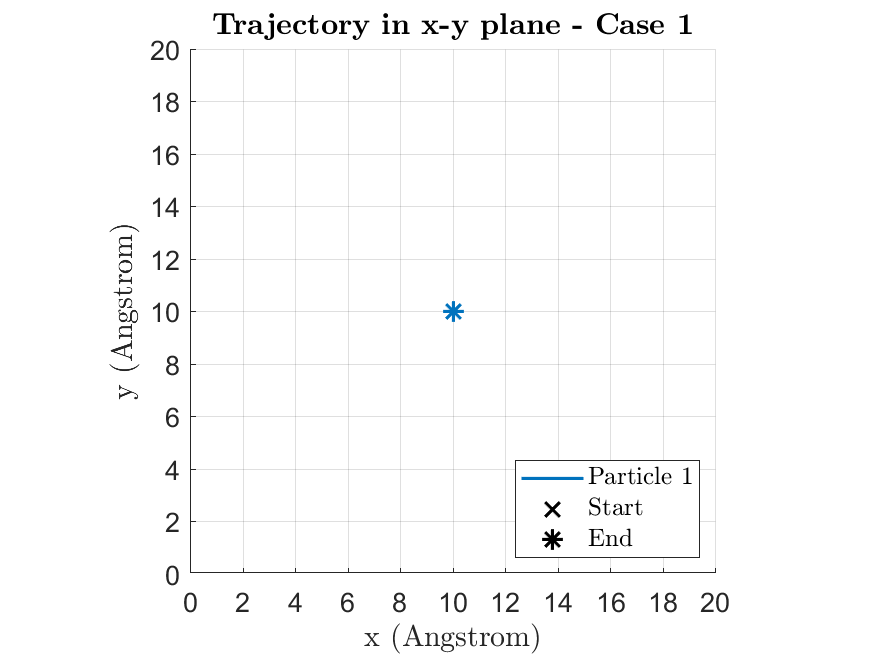 Trajectory in x-y plane - Case 1
20
18
16
14
12
10
8
6
4
2
0
y (Angstrom)
Particle 1
Start
End
0 2 4 6 8 10 12 14 16 18 20
x (Angstrom)